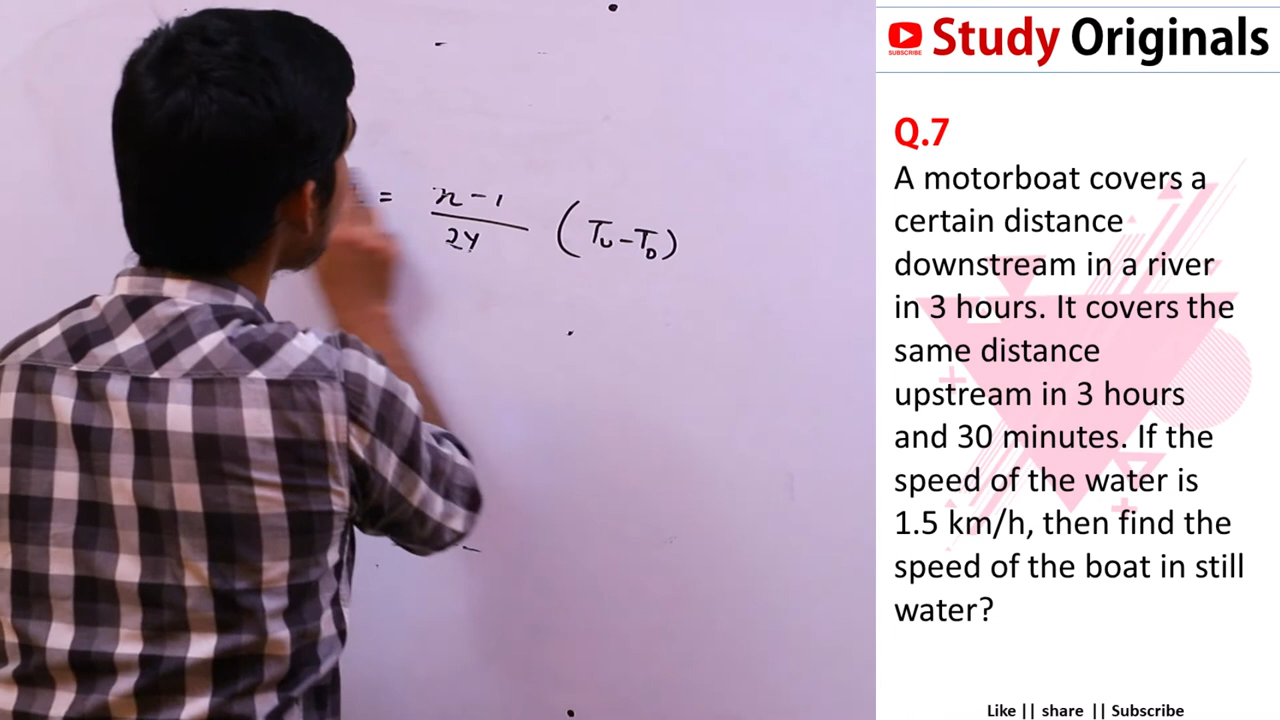 = x-1
2y
(Tu-TD)
SUBSCRIBE
Study Originals
Q.7
A motorboat covers a
certain distance
downstream in a river
in 3 hours. It covers the
same distance
upstream in 3 hours
and 30 minutes. If the
speed of the water is
1.5 km/h, then find the
speed of the boat in still
water?
Like || share || Subscribe